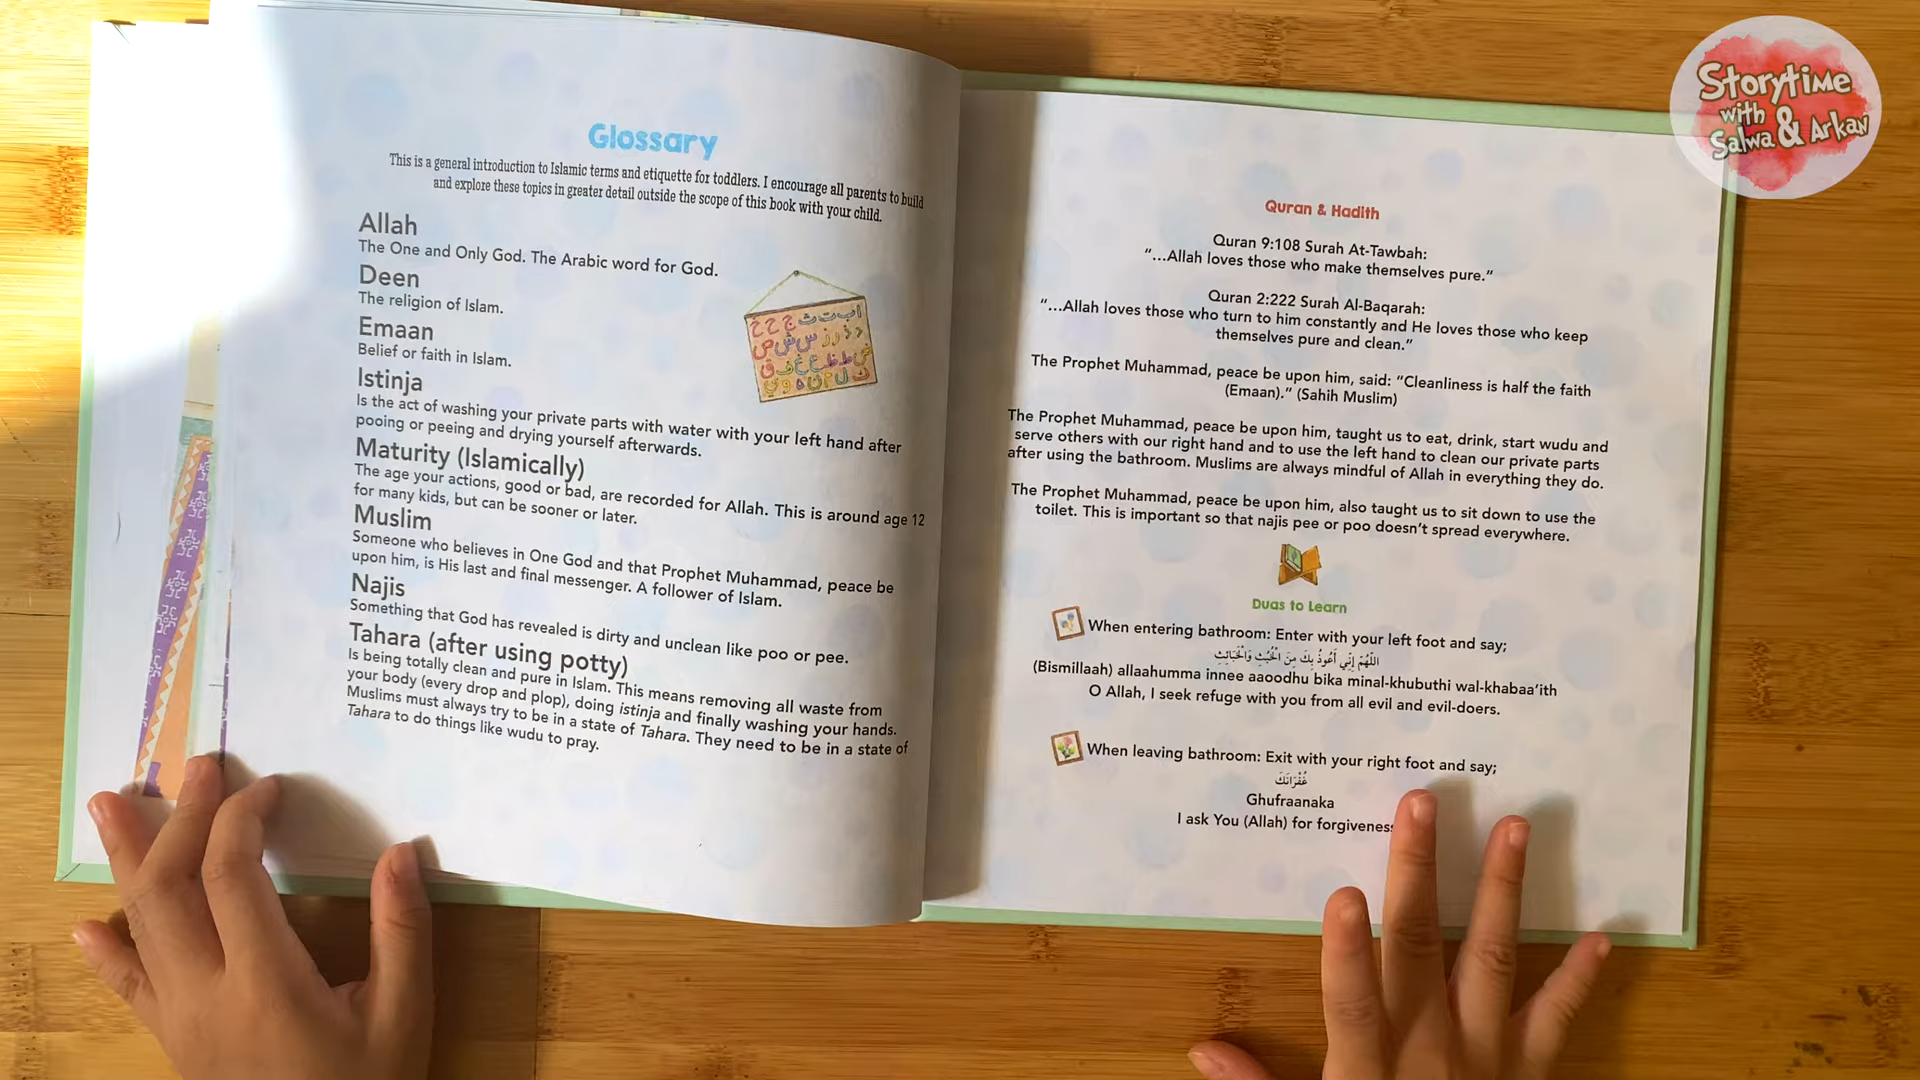 Glossary
This is a general introduction to Islamic terms and etiquette for toddlers. I encourage all parents to build
and explore these topics in greater detail outside the scope of this book with your child.
Allah
The One and Only God. The Arabic word for God.
Deen
The religion of Islam.
Emaan
Belief or faith in Islam.
Istinja
Is the act of washing your private parts with water with your left hand after
pooing or peeing and drying yourself afterwards.
Maturity (Islamically)
The age your actions, good or bad, are recorded for Allah. This is around age 12
for many kids, but can be sooner or later.
Muslim
Someone who believes in One God and that Prophet Muhammad, peace be
upon him, is His last and final messenger. A follower of Islam.
Najis
Something that God has revealed is dirty and unclean like poo or pee.
Tahara (after using potty)
Is being totally clean and pure in Islam. This means removing all waste from
your body (every drop and plop), doing istinja and finally washing your hands.
Muslims must always try to be in a state of Tahara. They need to be in a state of
Tahara to do things like wudu to pray.
ا ب ت ث ج ح خ
Quran & Hadith
Quran 9:108 Surah At-Tawbah:
“...Allah loves those who make themselves pure.”
Quran 2:222 Surah Al-Baqarah:
“...Allah loves those who turn to him constantly and He loves those who keep
themselves pure and clean.”
The Prophet Muhammad, peace be upon him, said: “Cleanliness is half the faith
(Emaan).” (Sahih Muslim)
The Prophet Muhammad, peace be upon him, taught us to eat, drink, start wudu and
serve others with our right hand and to use the left hand to clean our private parts
after using the bathroom. Muslims are always mindful of Allah in everything they do.
The Prophet Muhammad, peace be upon him, also taught us to sit down to use the
toilet. This is important so that najis pee or poo doesn’t spread everywhere.
Duas to Learn
When entering bathroom: Enter with your left foot and say;
اللَّهُمَّ إِنِّي أَعُوذُ بِكَ مِنَ الْخُبُثِ وَالْخَبَائِثِ
(Bismillaah) allaahumma innee aaoodhu bika minal-khubuthi wal-khabaa’ith
O Allah, I seek refuge with you from all evil and evil-doers.
When leaving bathroom: Exit with your right foot and say;
غُفْرَانَكَ
Ghufraanaka
I ask You (Allah) for forgiveness
Storytime
with
Salwa & Arkan